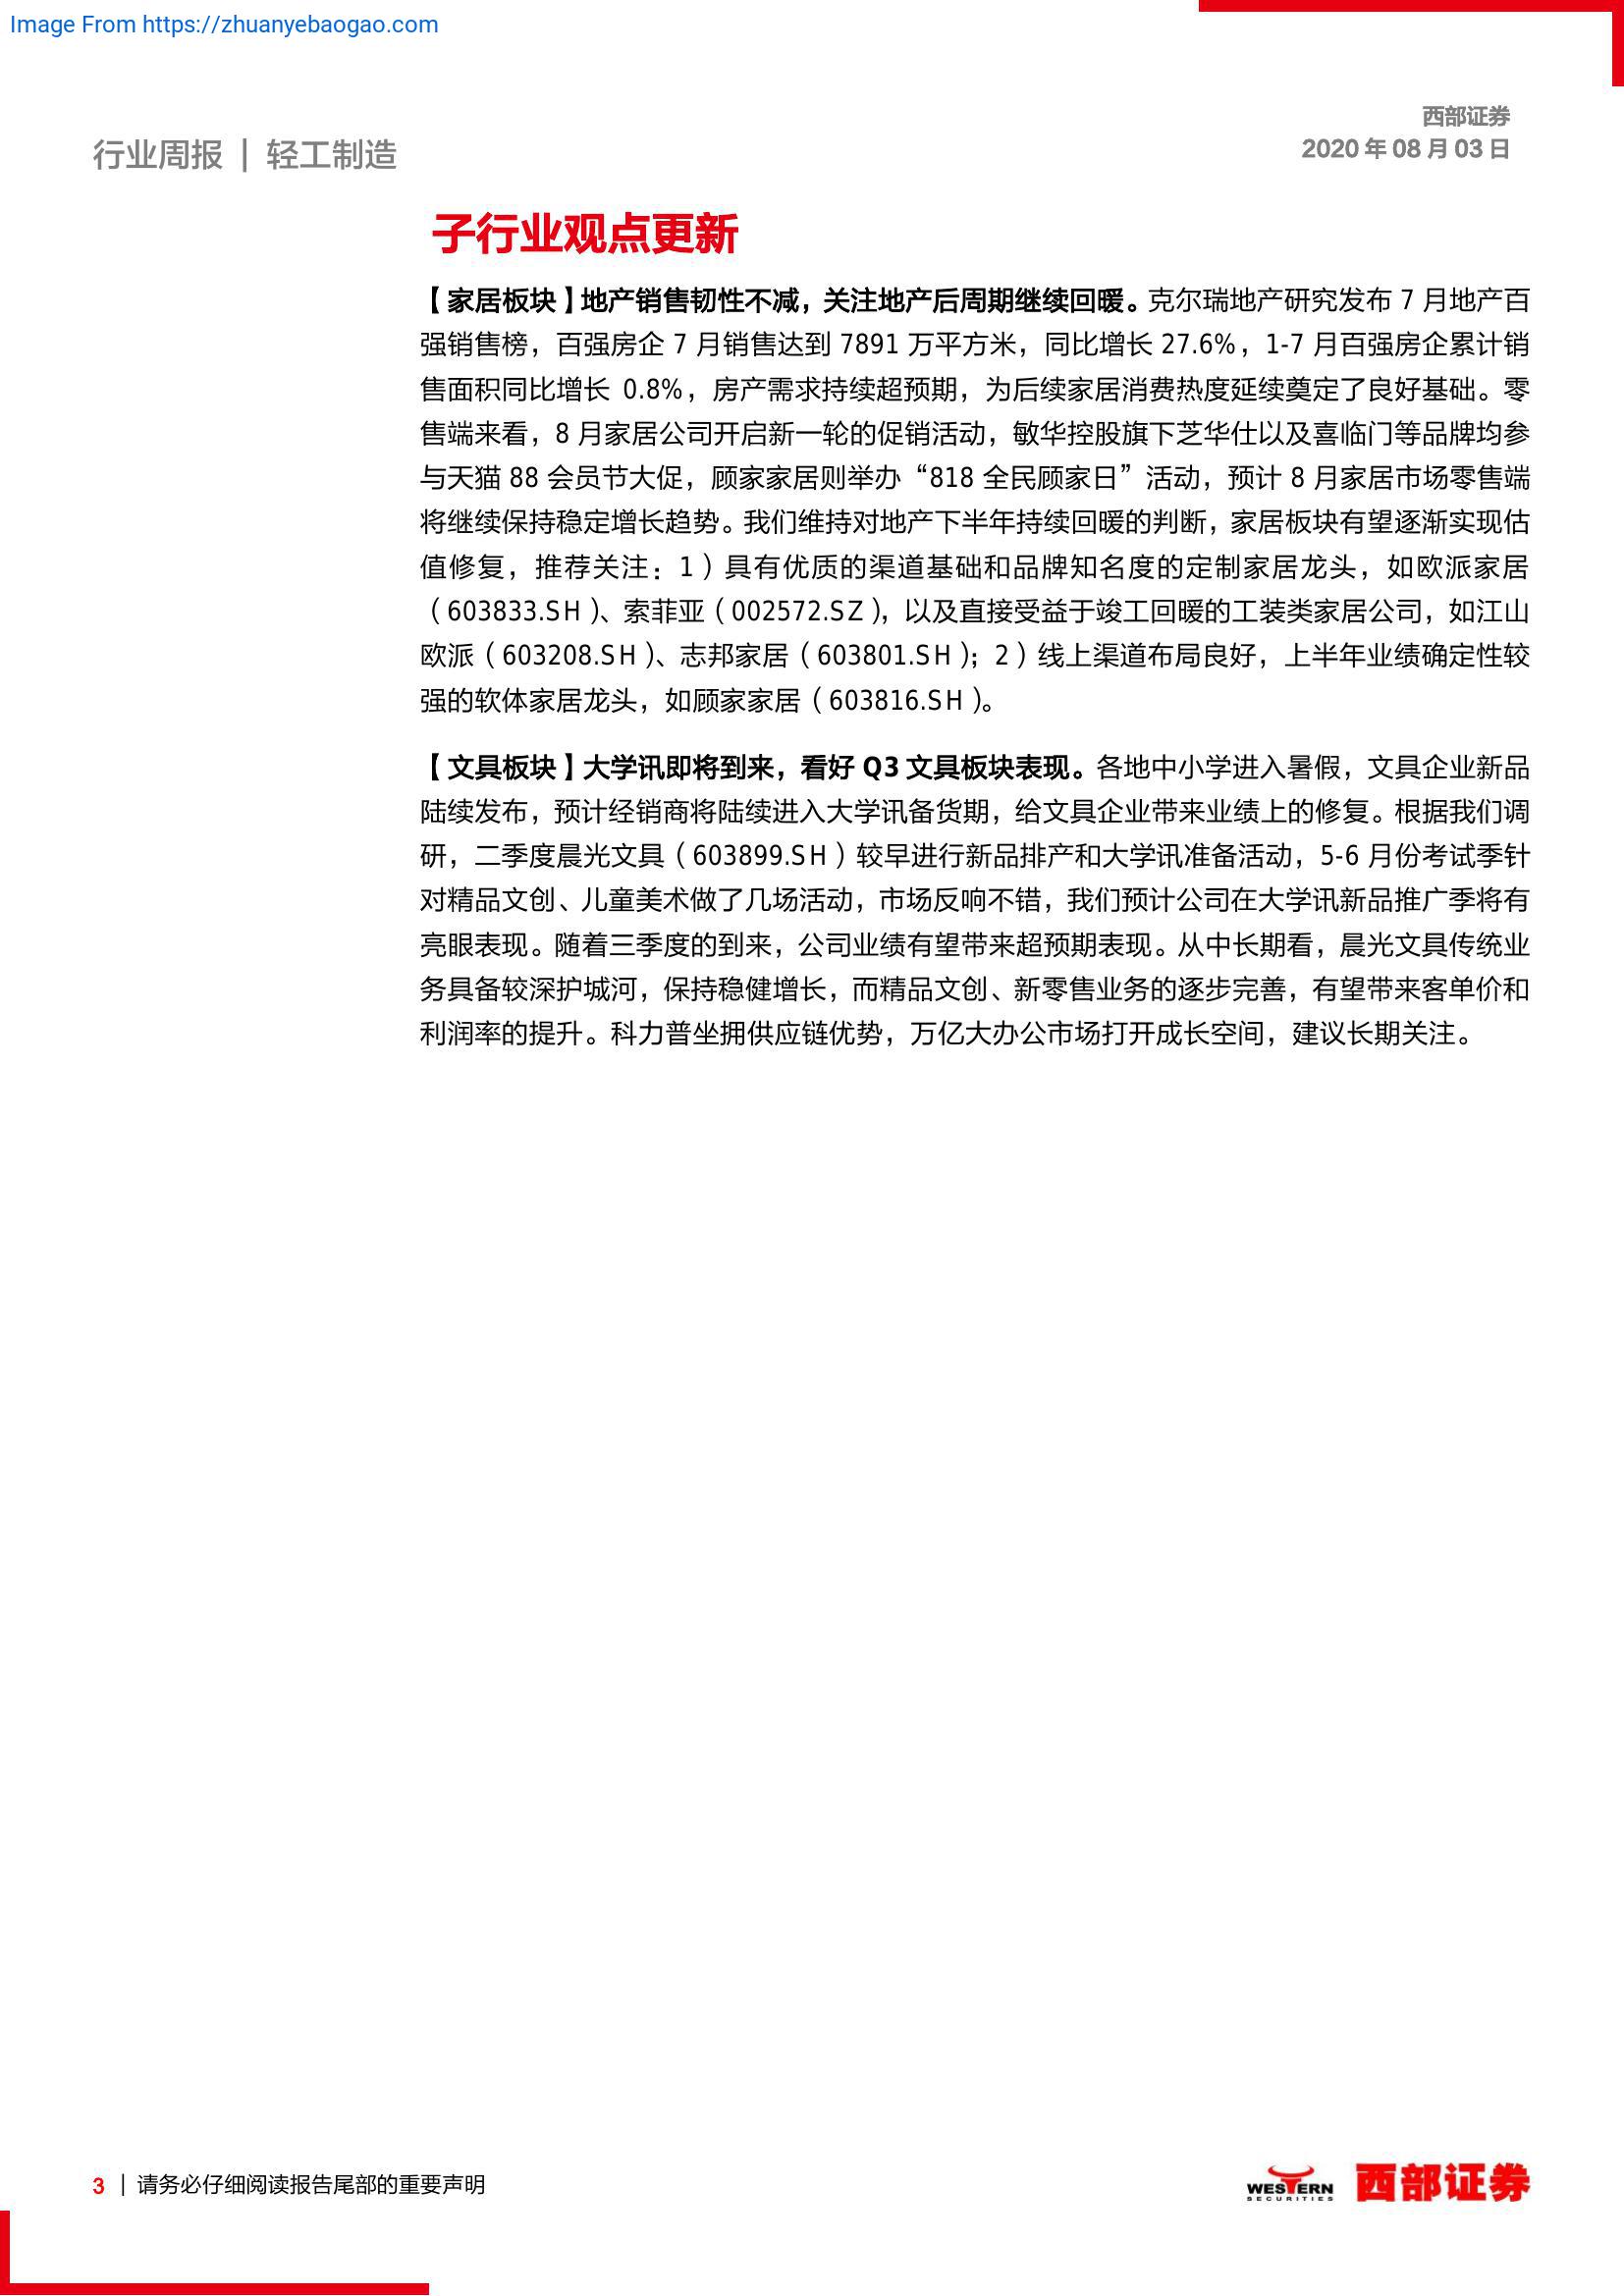 Image From https://zhuanyebaogao.com
西部证券
2020 年 08 月 03 日
行业周报 | 轻工制造
子行业观点更新
【家居板块】地产销售韧性不减，关注地产后周期继续回暖。克尔瑞地产研究发布 7 月地产百
强销售榜，百强房企 7 月销售达到 7891 万平方米，同比增长 27.6%，1-7 月百强房企累计销
售面积同比增长 0.8%，房产需求持续超预期，为后续家居消费热度延续奠定了良好基础。零
售端来看，8 月家居公司开启新一轮的促销活动，敏华控股旗下芝华仕以及喜临门等品牌均参
与天猫 88 会员节大促，顾家家居则举办“818 全民顾家日”活动，预计 8 月家居市场零售端
将继续保持稳定增长趋势。我们维持对地产下半年持续回暖的判断，家居板块有望逐渐实现估
值修复，推荐关注：1）具有优质的渠道基础和品牌知名度的定制家居龙头，如欧派家居
（603833.SH）、索菲亚（002572.SZ），以及直接受益于竣工回暖的工装类家居公司，如江山
欧派（603208.SH）、志邦家居（603801.SH）；2）线上渠道布局良好，上半年业绩确定性较
强的软体家居龙头，如顾家家居（603816.SH）。
【文具板块】大学讯即将到来，看好 Q3 文具板块表现。各地中小学进入暑假，文具企业新品
陆续发布，预计经销商将陆续进入大学讯备货期，给文具企业带来业绩上的修复。根据我们调
研，二季度晨光文具（603899.SH）较早进行新品排产和大学讯准备活动，5-6 月份考试季针
对精品文创、儿童美术做了几场活动，市场反响不错，我们预计公司在大学讯新品推广季将有
亮眼表现。随着三季度的到来，公司业绩有望带来超预期表现。从中长期看，晨光文具传统业
务具备较深护城河，保持稳健增长，而精品文创、新零售业务的逐步完善，有望带来客单价和
利润率的提升。科力普坐拥供应链优势，万亿大办公市场打开成长空间，建议长期关注。
3 | 请务必仔细阅读报告尾部的重要声明
WESTERN
SECURITIES
西部证券